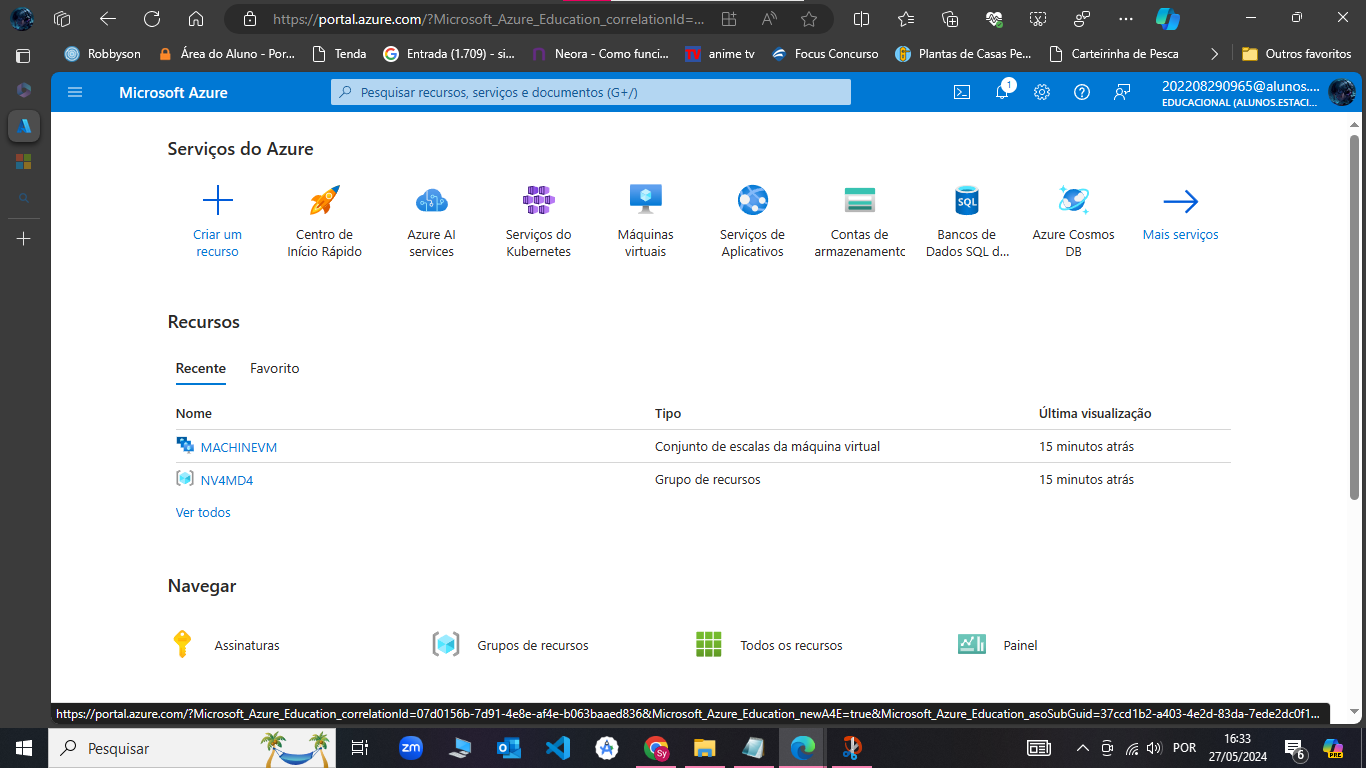 https://portal.azure.com/?Microsoft_Azure_Education_correlationId=...
Robbyson
Área do Aluno - Por...
Tenda
Entrada (1.709) - si...
Neora - Como funci...
anime tv
Focus Concurso
Plantas de Casas Pe...
Carteirinha de Pesca
Outros favoritos
Microsoft Azure
Pesquisar recursos, serviços e documentos (G+/)
1
202208290965@alunos....
EDUCACIONAL (ALUNOS.ESTACI...
Serviços do Azure
Criar um
recurso
Centro de
Início Rápido
Azure AI
services
Serviços do
Kubernetes
Máquinas
virtuais
Serviços de
Aplicativos
Contas de
armazenamento
SQL
Bancos de
Dados SQL d...
Azure Cosmos
DB
Mais serviços
Recursos
Recente
Favorito
Nome
Tipo
Última visualização
MACHINEVM
Conjunto de escalas da máquina virtual
15 minutos atrás
NV4MD4
Grupo de recursos
15 minutos atrás
Ver todos
Navegar
Assinaturas
Grupos de recursos
Todos os recursos
Painel
https://portal.azure.com/?Microsoft_Azure_Education_correlationId=07d0156b-7d91-4e8e-af4e-b063baaed836&Microsoft_Azure_Education_newA4E=true&Microsoft_Azure_Education_asoSubGuid=37ccd1b2-a403-4e2d-83da-7ede2dc0f1...
Pesquisar
zm
Sy
POR
16:33
27/05/2024
6
PRE